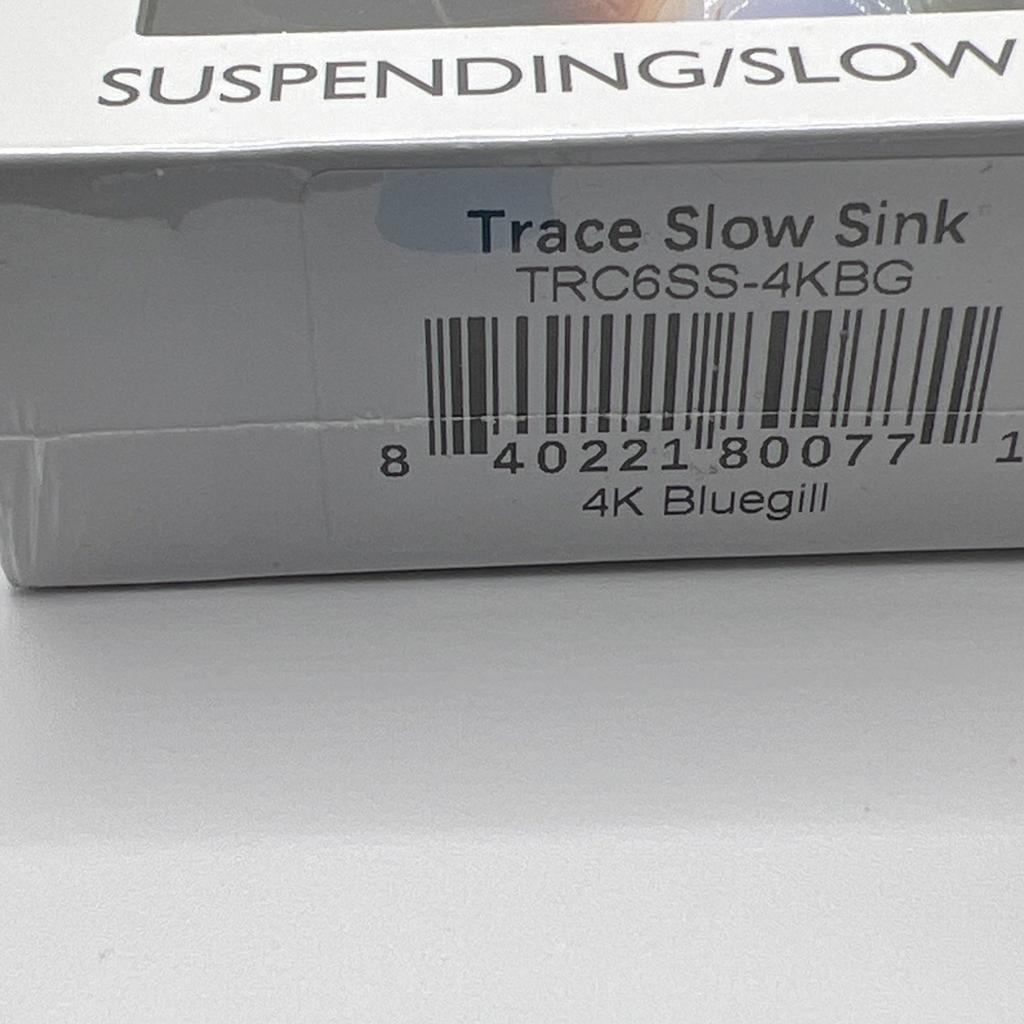 SUSPENDING/SLOW
Trace Slow Sink
TRC6SS-4KBG
8 40221 80077 1
4K Bluegill